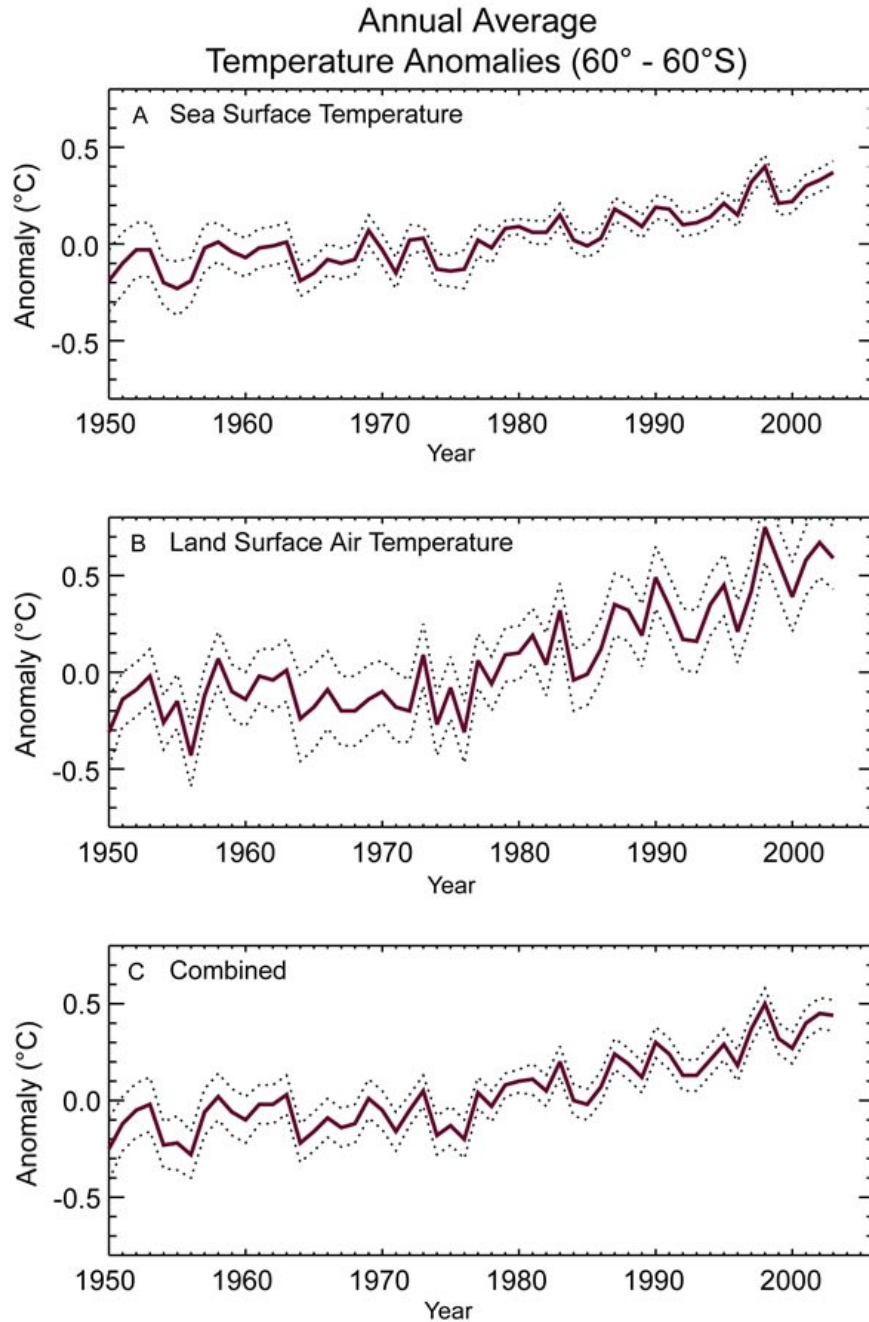 Annual Average
Temperature Anomalies (60° - 60°S)
A Sea Surface Temperature
Anomaly (°C)
0.5
0.0
-0.5
1950 1960 1970 1980 1990 2000
Year
B Land Surface Air Temperature
Anomaly (°C)
0.5
0.0
-0.5
1950 1960 1970 1980 1990 2000
Year
C Combined
Anomaly (°C)
0.5
0.0
-0.5
1950 1960 1970 1980 1990 2000
Year